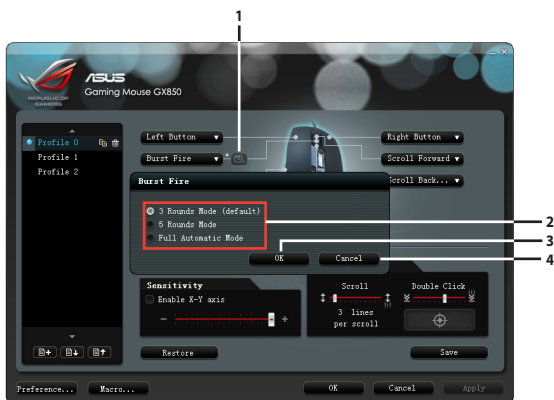 1
REPUBLIC OF
GAMERS
ASUS
Gaming Mouse GX850
Profile 0
Profile 1
Profile 2
Left Button
Right Button
Burst Fire
Scroll Forward
Scroll Back...
Burst Fire
3 Rounds Mode (default)
5 Rounds Mode
Full Automatic Mode
2
OK
Cancel
3
4
Sensitivity
Enable X-Y axis
- +
Scroll
3 lines
per scroll
Double Click
Restore
Save
Preference...
Macro...
OK
Cancel
Apply